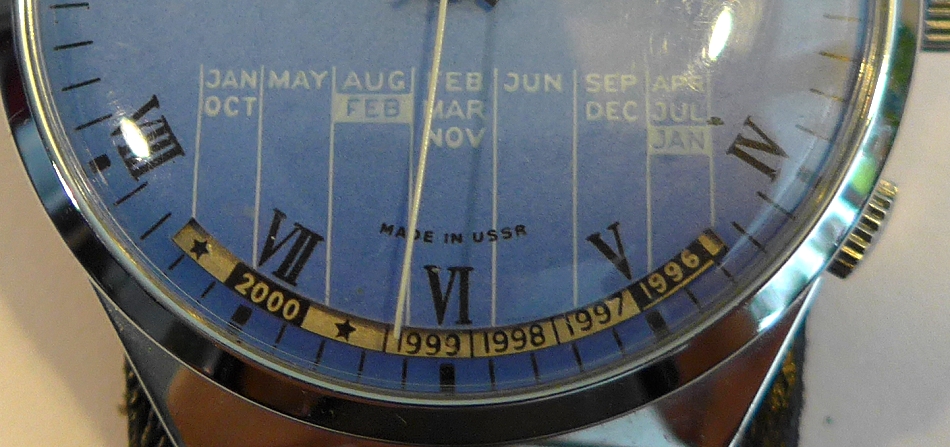 JAN MAY AUG FEB JUN SEP APR
OCT FEB MAR DEC JUL
NOV JAN
VIII IV
MADE IN USSR
VII VI V
★ 2000 ★ 1999 1998 1997 1996